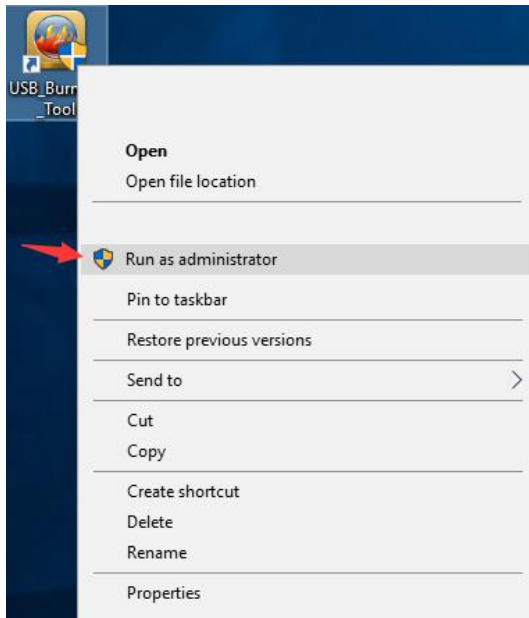 USB_Burn
_Tool
Open
Open file location
Run as administrator
Pin to taskbar
Restore previous versions
Send to
Cut
Copy
Create shortcut
Delete
Rename
Properties